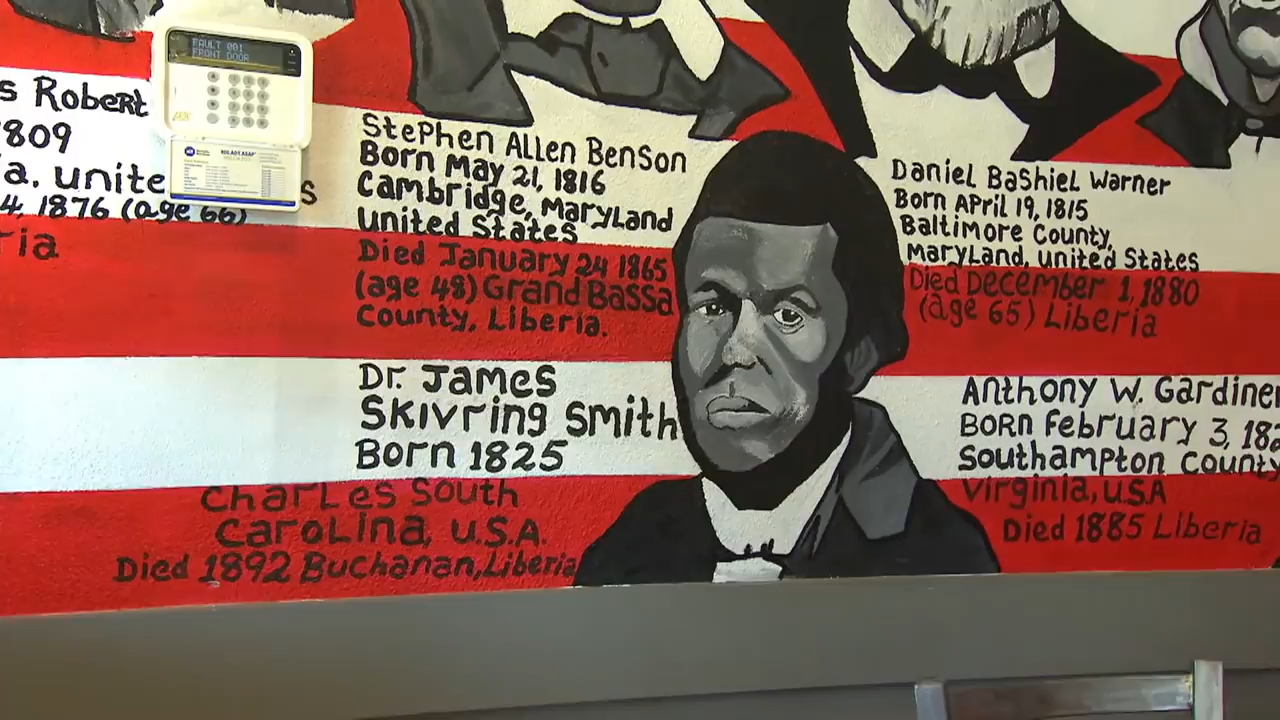 FAULT 001
FRONT DOOR
s Robert
1809
a, unite s
4, 1876 (age 66)
ria
Stephen Allen Benson
Born May 21, 1816
Cambridge, Maryland
United States
Died January 24 1865
(age 48) Grand Bassa
County, Liberia.
Daniel Bashiel Warner
Born April 19, 1815
Baltimore County,
Maryland, United States
Died December 1, 1880
(age 65) Liberia
Dr. James
Skivring Smith
Born 1825
Charles South
Carolina, U.S.A.
Died 1892 Buchanan, Liberia
Anthony W. Gardiner
Born February 3, 182
Southampton County
Virginia, USA
Died 1885 Liberia